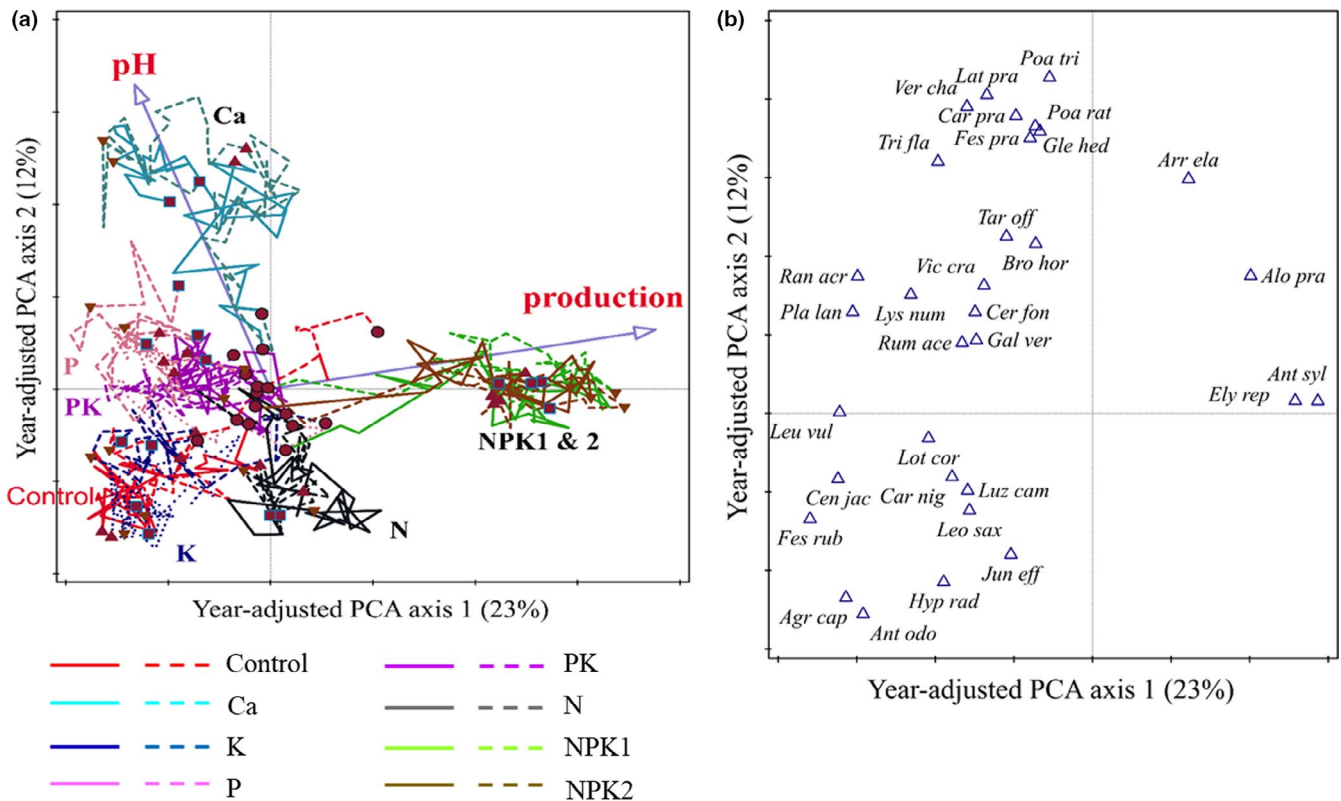 (a)
pH
Ca
production
P
PK
NPK1 & 2
Control
K
N
Year-adjusted PCA axis 2 (12%)
Year-adjusted PCA axis 1 (23%)
Control
Ca
K
P
PK
N
NPK1
NPK2
(b)
Poa tri
Lat pra
Ver cha
Car pra
Poa rat
Tri fla
Fes pra
Gle hed
Arr ela
Tar off
Bro hor
Vic cra
Ran acr
Alo pra
Pla lan
Lys num
Cer fon
Rum ace
Gal ver
Ant syl
Ely rep
Leu vul
Lot cor
Cen jac
Car nig
Luz cam
Fes rub
Leo sax
Jun eff
Hyp rad
Agr cap
Ant odo
Year-adjusted PCA axis 2 (12%)
Year-adjusted PCA axis 1 (23%)